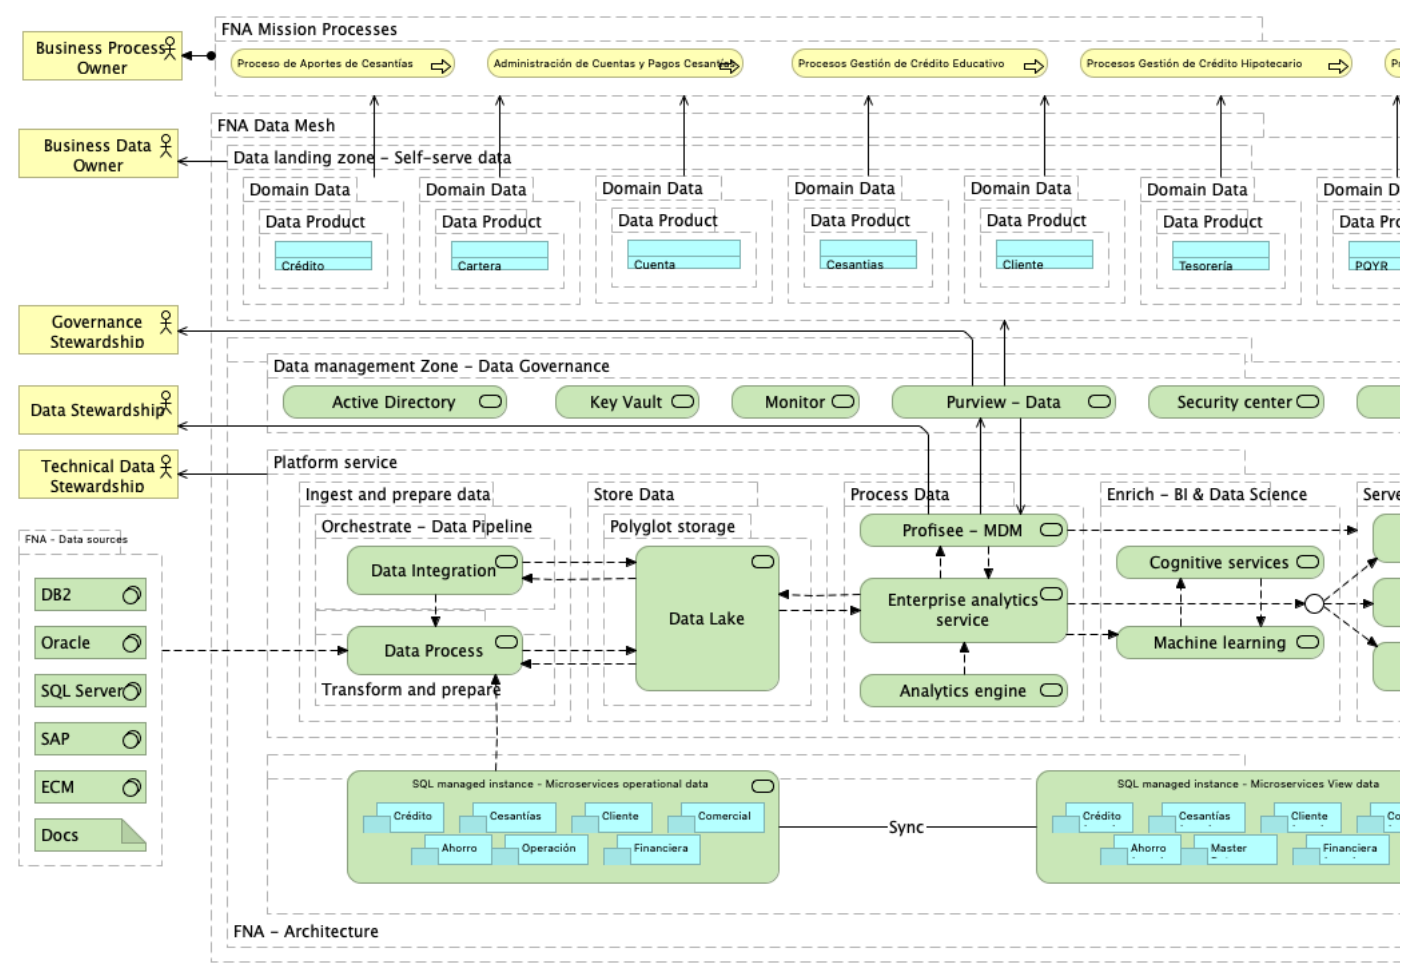 FNA Mission Processes
Business Process
Owner
Proceso de Aportes de Cesantías
Administración de Cuentas y Pagos Cesantías
Procesos Gestión de Crédito Educativo
Procesos Gestión de Crédito Hipotecario
FNA Data Mesh
Business Data
Owner
Data landing zone - Self-serve data
Domain Data
Domain Data
Domain Data
Domain Data
Domain Data
Domain Data
Domain D
Data Product
Data Product
Data Product
Data Product
Data Product
Data Product
Data Pro
Crédito
Cartera
Cuenta
Cesantias
Cliente
Tesorería
PQYR
Governance
Stewardship
Data management Zone - Data Governance
Data Stewardship
Active Directory
Key Vault
Monitor
Purview - Data
Security center
Technical Data
Stewardship
Platform service
Ingest and prepare data
Store Data
Process Data
Enrich - BI & Data Science
Serve
Orchestrate - Data Pipeline
Polyglot storage
Profisee - MDM
FNA - Data sources
Data Integration
Cognitive services
DB2
Data Lake
Enterprise analytics
service
Oracle
Data Process
Machine learning
SQL Server
Transform and prepare
Analytics engine
SAP
ECM
Docs
SQL managed instance - Microservices operational data
Crédito
Cesantías
Cliente
Comercial
Ahorro
Operación
Financiera
Sync
SQL managed instance - Microservices View data
Crédito
Cesantías
Cliente
Co
Ahorro
Master
Financiera
FNA - Architecture